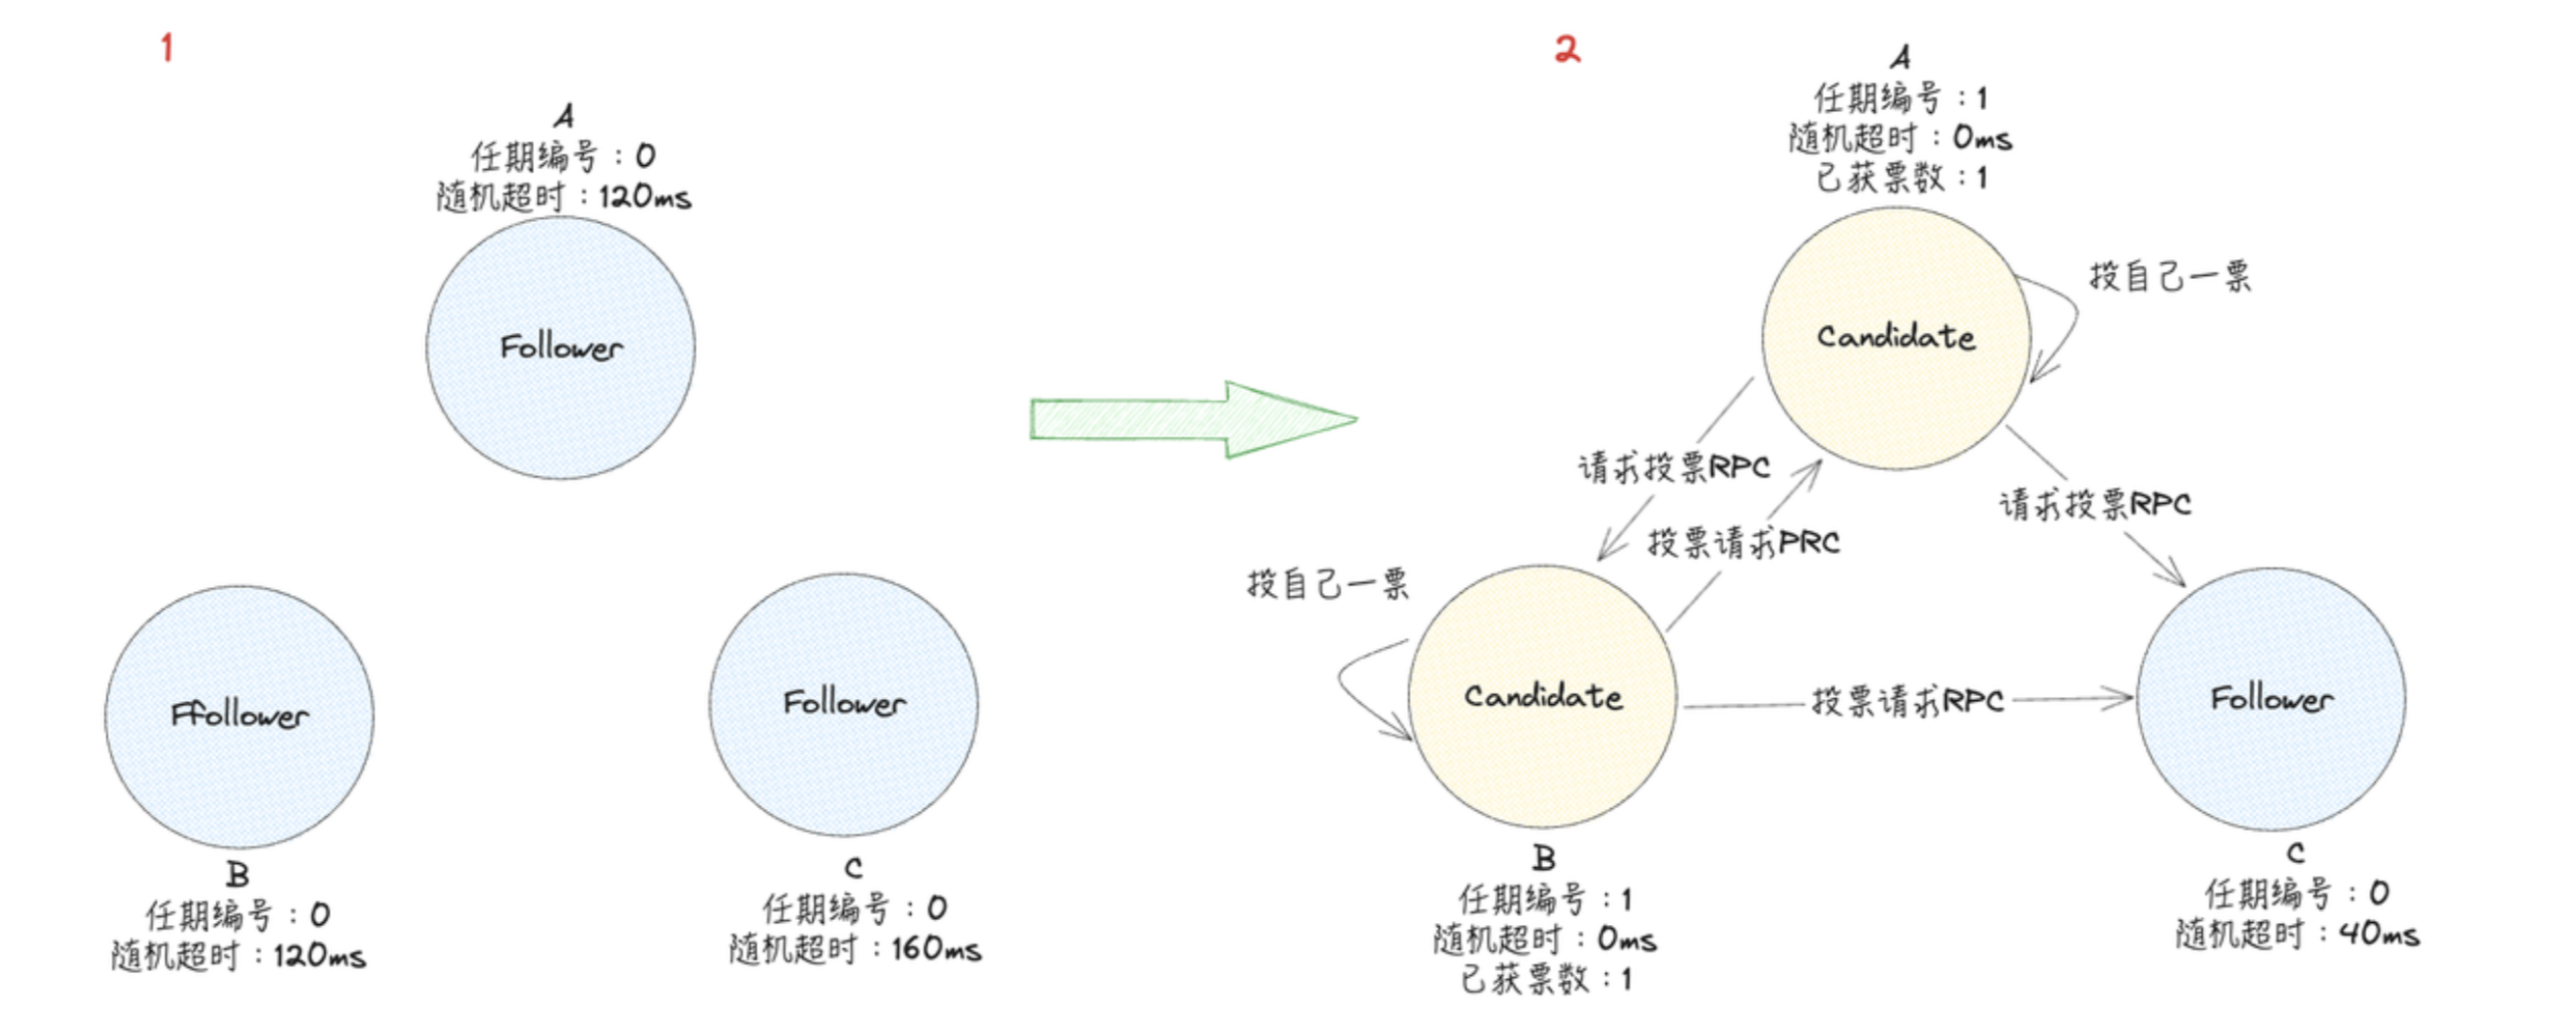 1
A
任期编号：0
随机超时：120ms
Follower
Ffollower
B
任期编号：0
随机超时：120ms
Follower
C
任期编号：0
随机超时：160ms
2
A
任期编号：1
随机超时：0ms
已获票数：1
Candidate
投自己一票
请求投票RPC
投票请求PRC
请求投票RPC
投自己一票
Candidate
投票请求RPC
Follower
B
任期编号：1
随机超时：0ms
已获票数：1
C
任期编号：0
随机超时：40ms